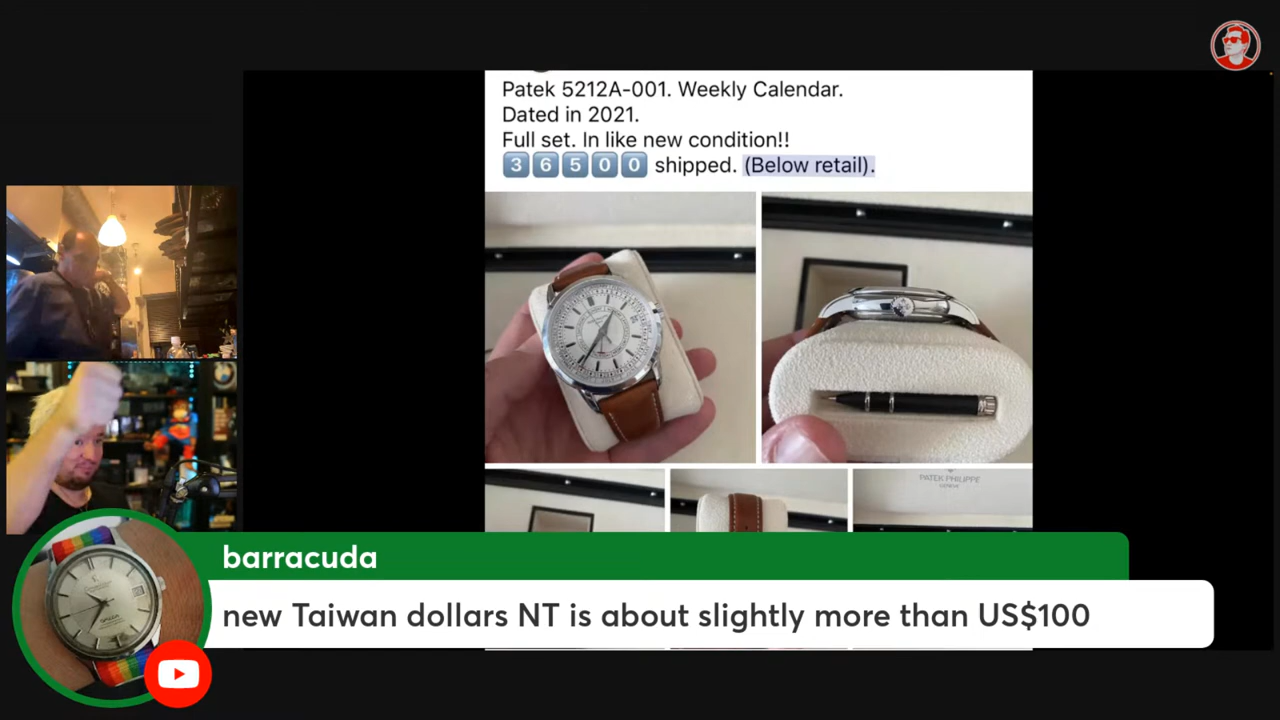 Patek 5212A-001. Weekly Calendar.
Dated in 2021.
Full set. In like new condition!!
36500 shipped. (Below retail).
PATEK PHILIPPE
GENEVE
barracuda
new Taiwan dollars NT is about slightly more than US$100